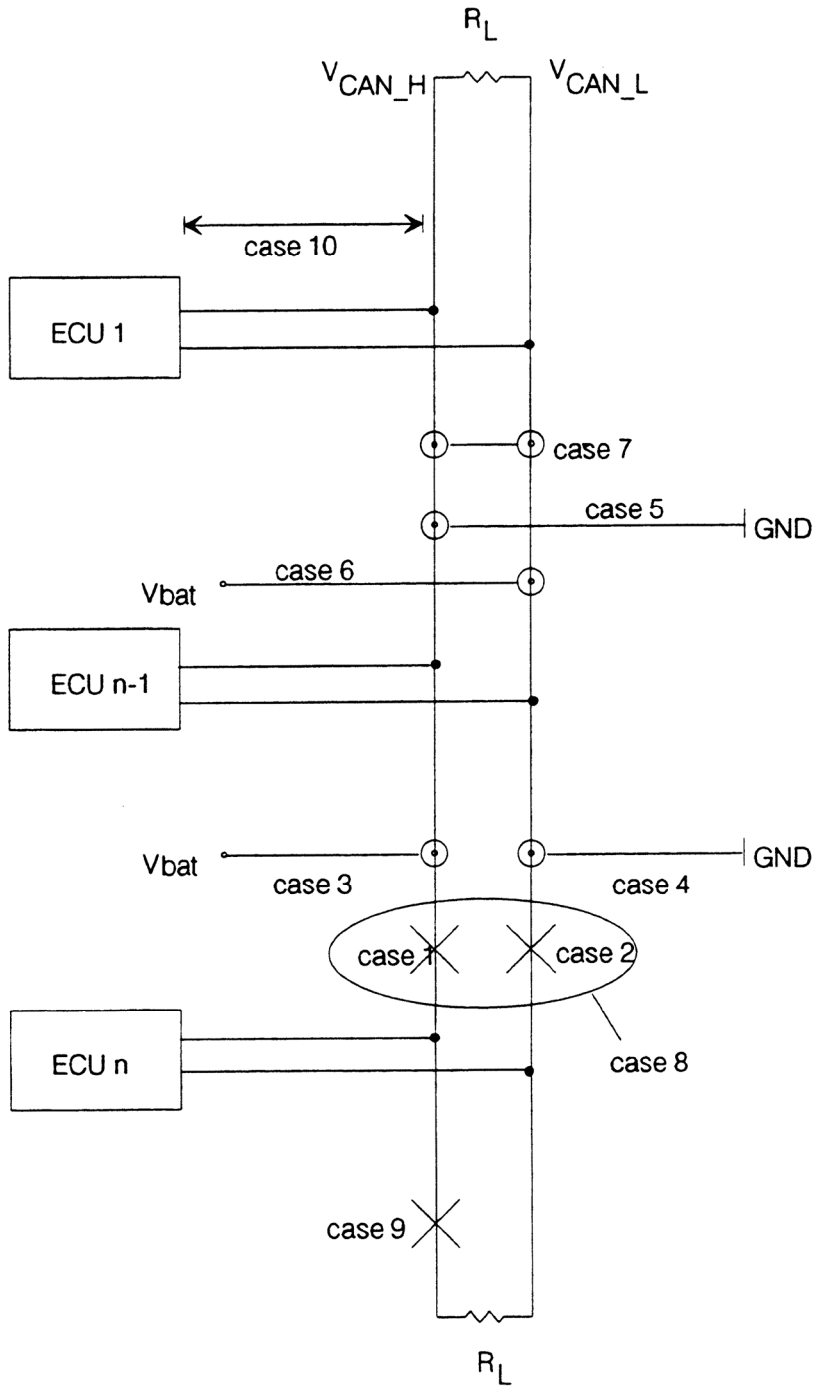 R_L
V_CAN_H
V_CAN_L
case 10
ECU 1
case 7
case 5
GND
case 6
Vbat
ECU n-1
Vbat
GND
case 3
case 4
case 1
case 2
ECU n
case 8
case 9
R_L